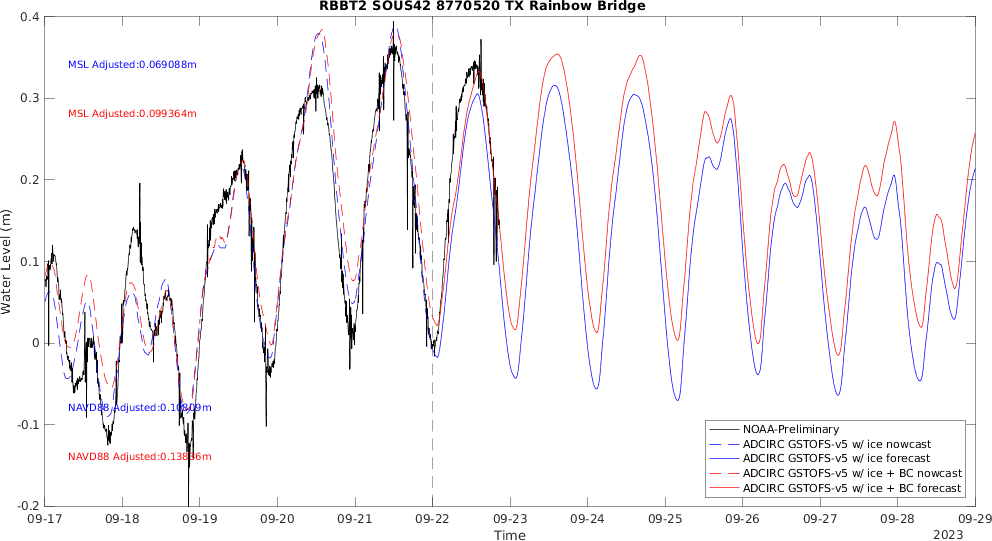 RBBT2 SOUS42 8770520 TX Rainbow Bridge
0.4
0.3
0.2
0.1
0
-0.1
-0.2
Water Level (m)
MSL Adjusted:0.069088m
MSL Adjusted:0.099364m
NAVD88 Adjusted:0.10809m
NAVD88 Adjusted:0.13836m
NOAA-Preliminary
ADCIRC GSTOFS-v5 w/ ice nowcast
ADCIRC GSTOFS-v5 w/ ice forecast
ADCIRC GSTOFS-v5 w/ ice + BC nowcast
ADCIRC GSTOFS-v5 w/ ice + BC forecast
09-17 09-18 09-19 09-20 09-21 09-22 09-23 09-24 09-25 09-26 09-27 09-28 09-29
Time
2023